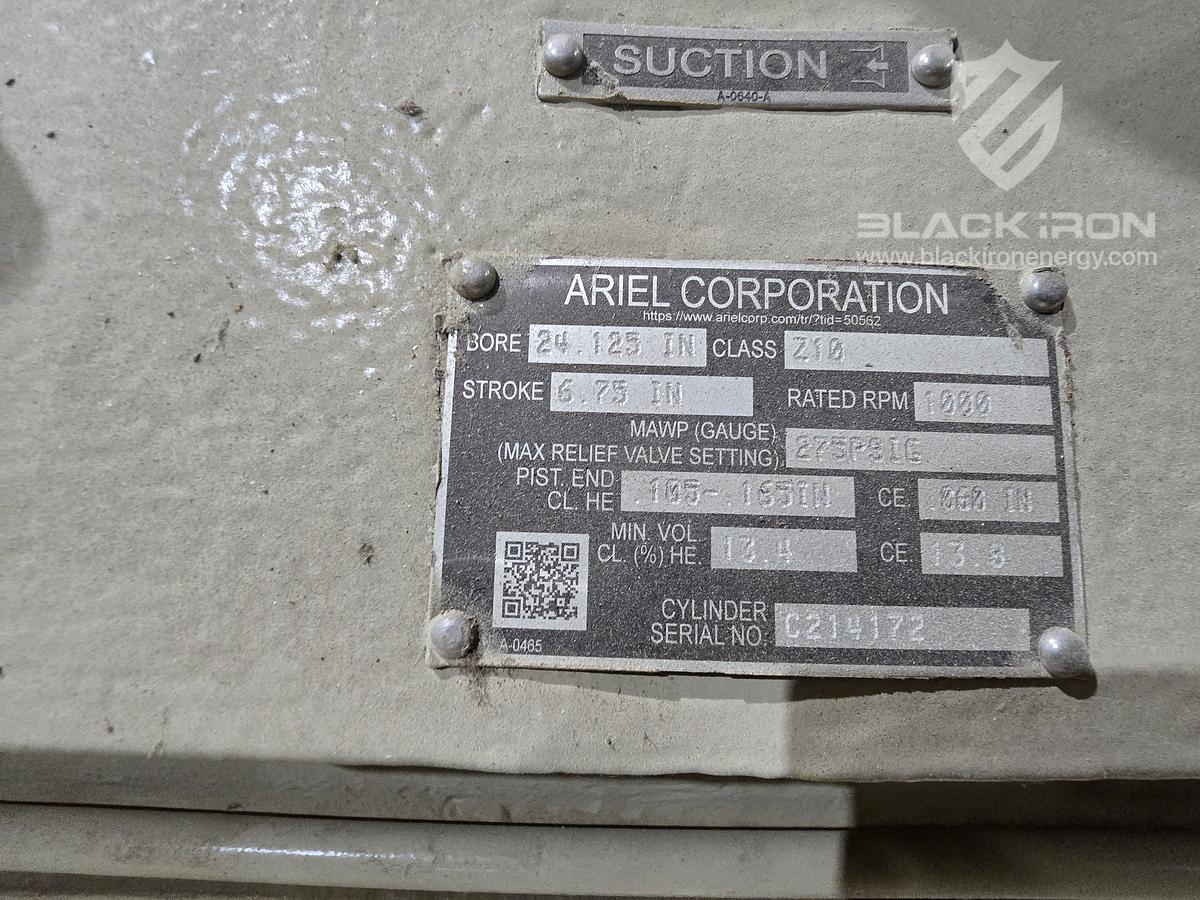 SUCTION
A-0640-A
BLACK IRON
www.blackironenergy.com
ARIEL CORPORATION
https://www.arielcorp.com/tr/?tid=50562
BORE 24.125 IN CLASS Z10
STROKE 6.75 IN RATED RPM 1000
MAWP (GAUGE)
(MAX RELIEF VALVE SETTING) 275PSIG
PIST. END
CL. HE .105-.165IN CE. .060 IN
MIN. VOL.
CL. (%) HE. 13.4 CE. 13 8
CYLINDER
SERIAL NO. C214172
A-0465